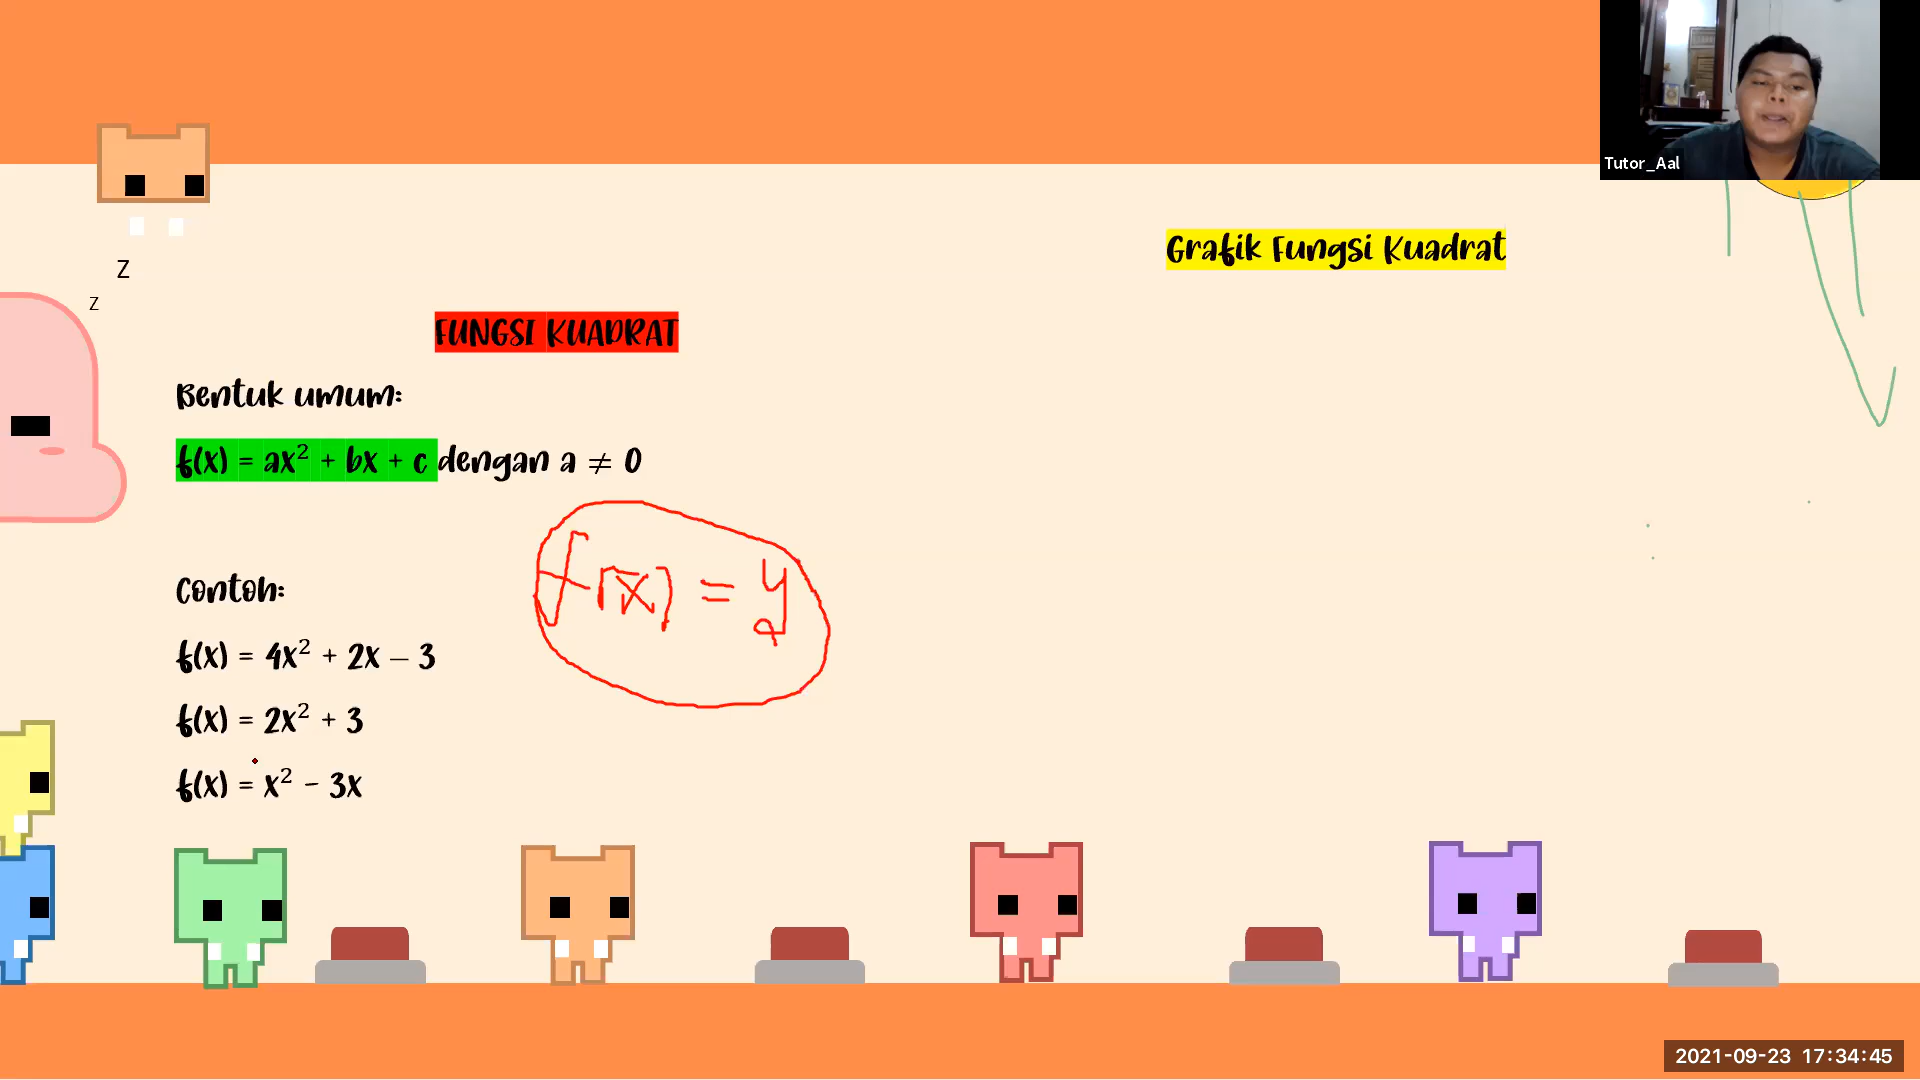 Tutor_Aal
Z
Z
Grafik Fungsi Kuadrat
FUNGSI KUADRAT
Bentuk umum:
f(x) = ax² + bx + c dengan a ≠ 0
f(x) = y
Contoh:
f(x) = 4x² + 2x – 3
f(x) = 2x² + 3
f(x) = x² - 3x
2021-09-23 17:34:45